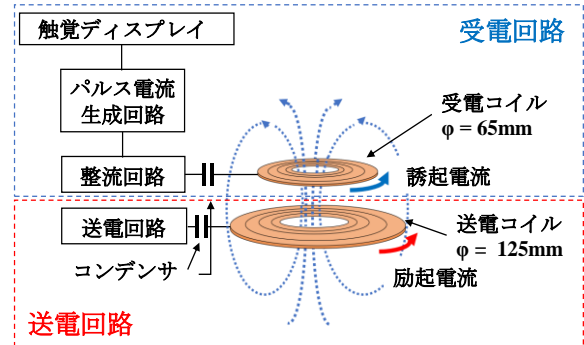 触覚ディスプレイ
受電回路
パルス電流
生成回路
受電コイル
φ = 65mm
整流回路
誘起電流
送電回路
送電コイル
φ = 125mm
コンデンサ
励起電流
送電回路